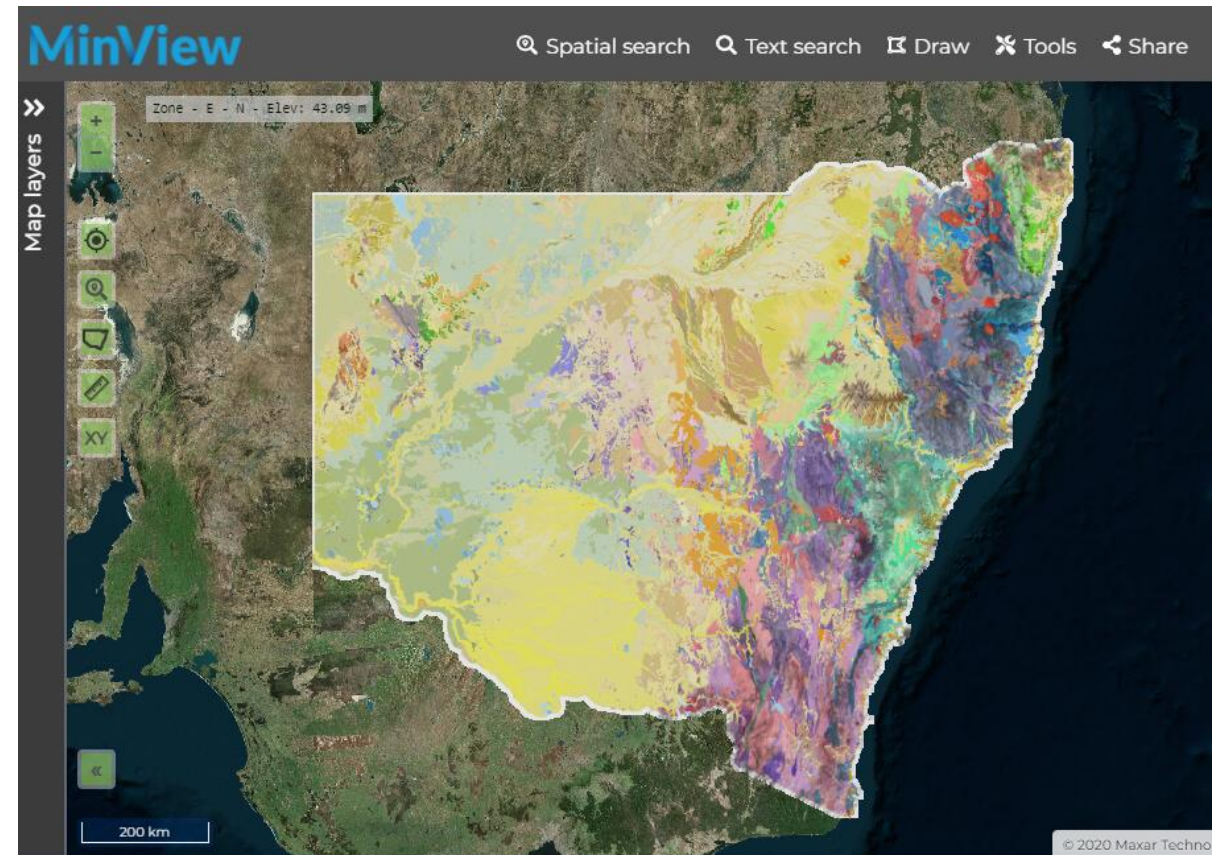 MinView
Spatial search Text search Draw Tools Share
Map layers
+
Zone - E - N - Elev: 43.09 m
−
XY
«
200 km
© 2020 Maxar Techno